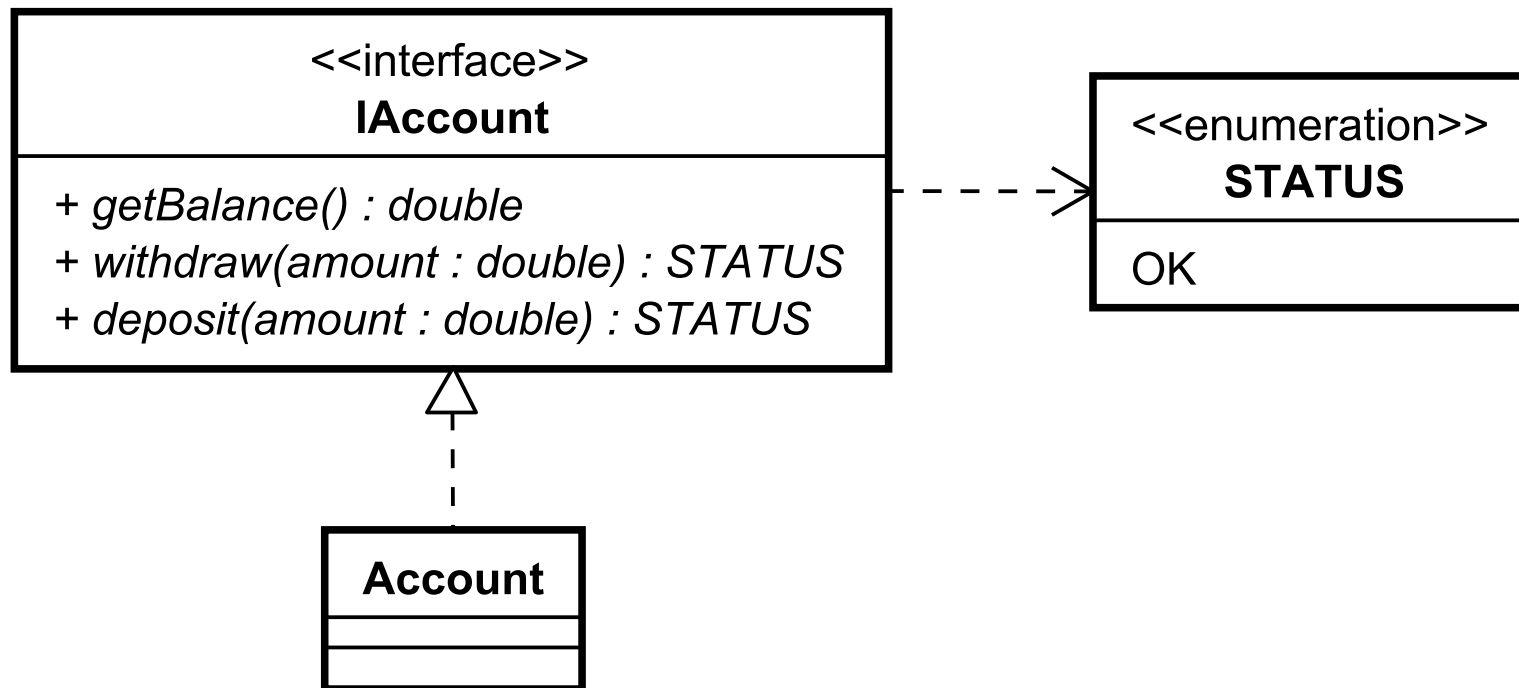 <<interface>>
IAccount
+ getBalance() : double
+ withdraw(amount : double) : STATUS
+ deposit(amount : double) : STATUS
<<enumeration>>
STATUS
OK
Account